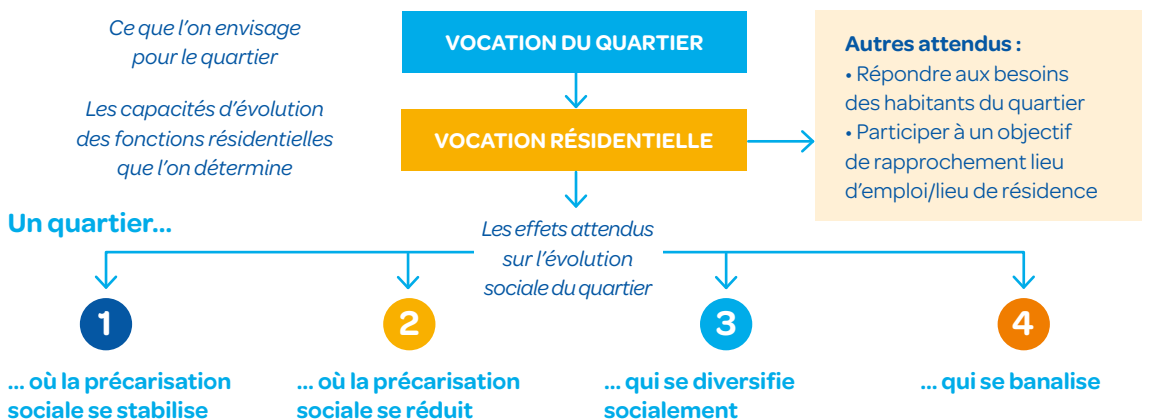 Ce que l'on envisage
pour le quartier
VOCATION DU QUARTIER
Les capacités d'évolution
des fonctions résidentielles
que l'on détermine
VOCATION RÉSIDENTIELLE
Autres attendus :
• Répondre aux besoins
des habitants du quartier
• Participer à un objectif
de rapprochement lieu
d'emploi/lieu de résidence
Un quartier...
Les effets attendus
sur l'évolution
sociale du quartier
1
... où la précarisation
sociale se stabilise
2
... où la précarisation
sociale se réduit
3
... qui se diversifie
socialement
4
... qui se banalise